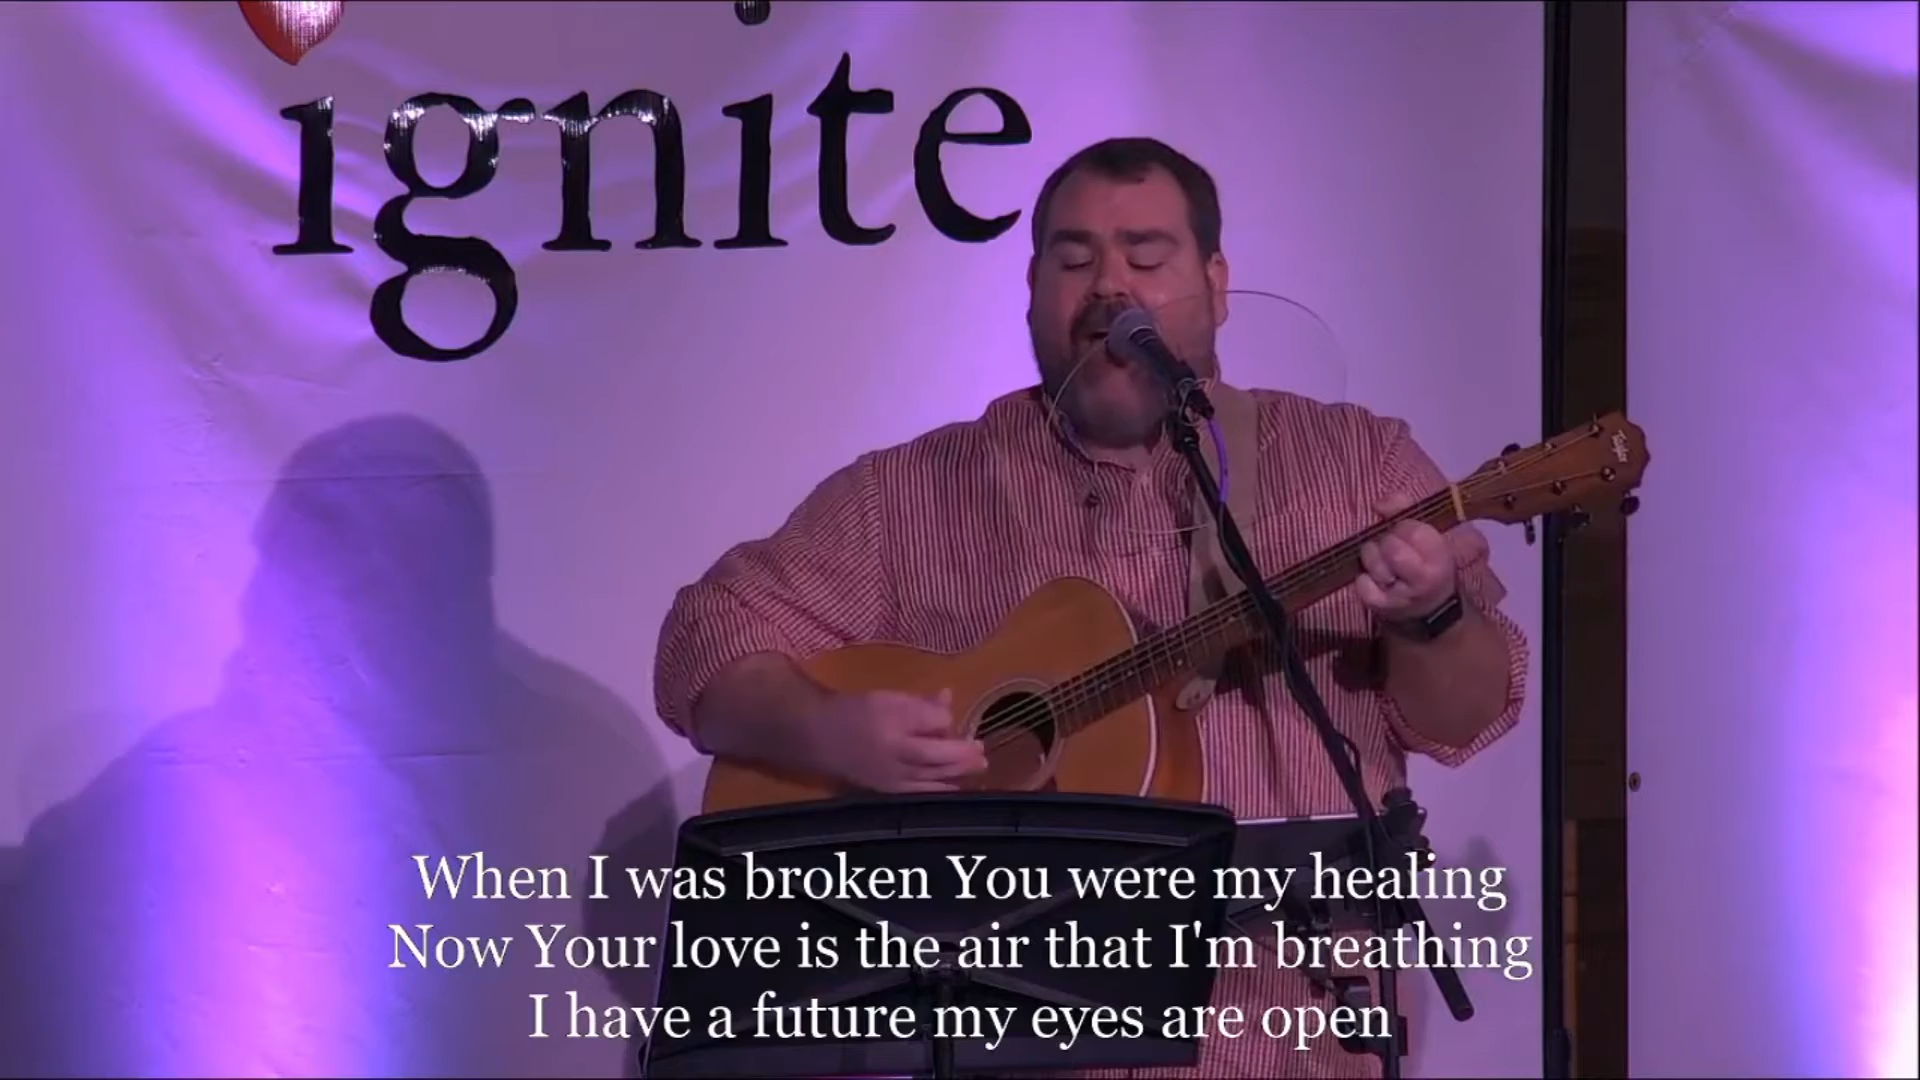 ignite
Taylor
When I was broken You were my healing
Now Your love is the air that I'm breathing
I have a future my eyes are open